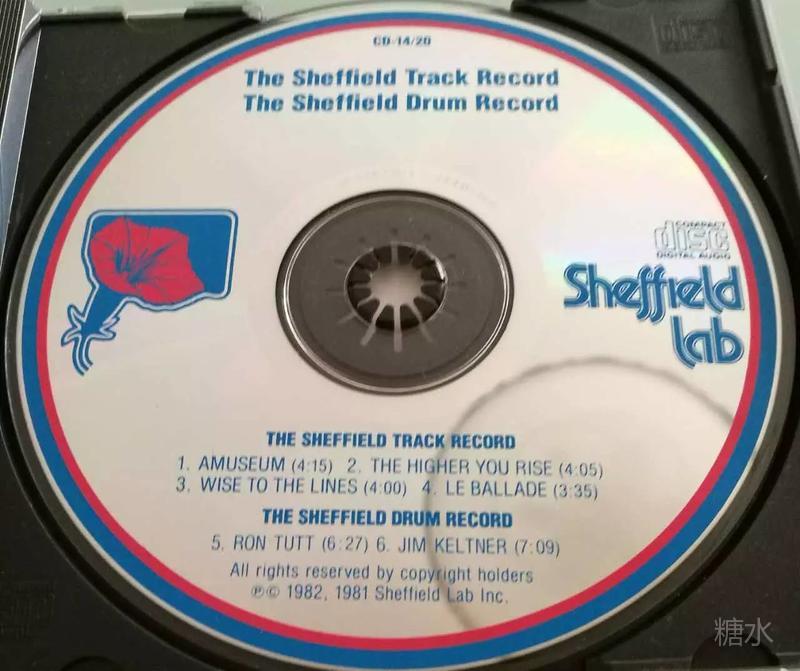 CD-14/20
The Sheffield Track Record
The Sheffield Drum Record
COMPACT
disc
DIGITAL AUDIO
Sheffield
lab
THE SHEFFIELD TRACK RECORD
1. AMUSEUM (4:15) 2. THE HIGHER YOU RISE (4:05)
3. WISE TO THE LINES (4:00) 4. LE BALLADE (3:35)
THE SHEFFIELD DRUM RECORD
5. RON TUTT (6:27) 6. JIM KELTNER (7:09)
All rights reserved by copyright holders
℗© 1982, 1981 Sheffield Lab Inc.
糖水